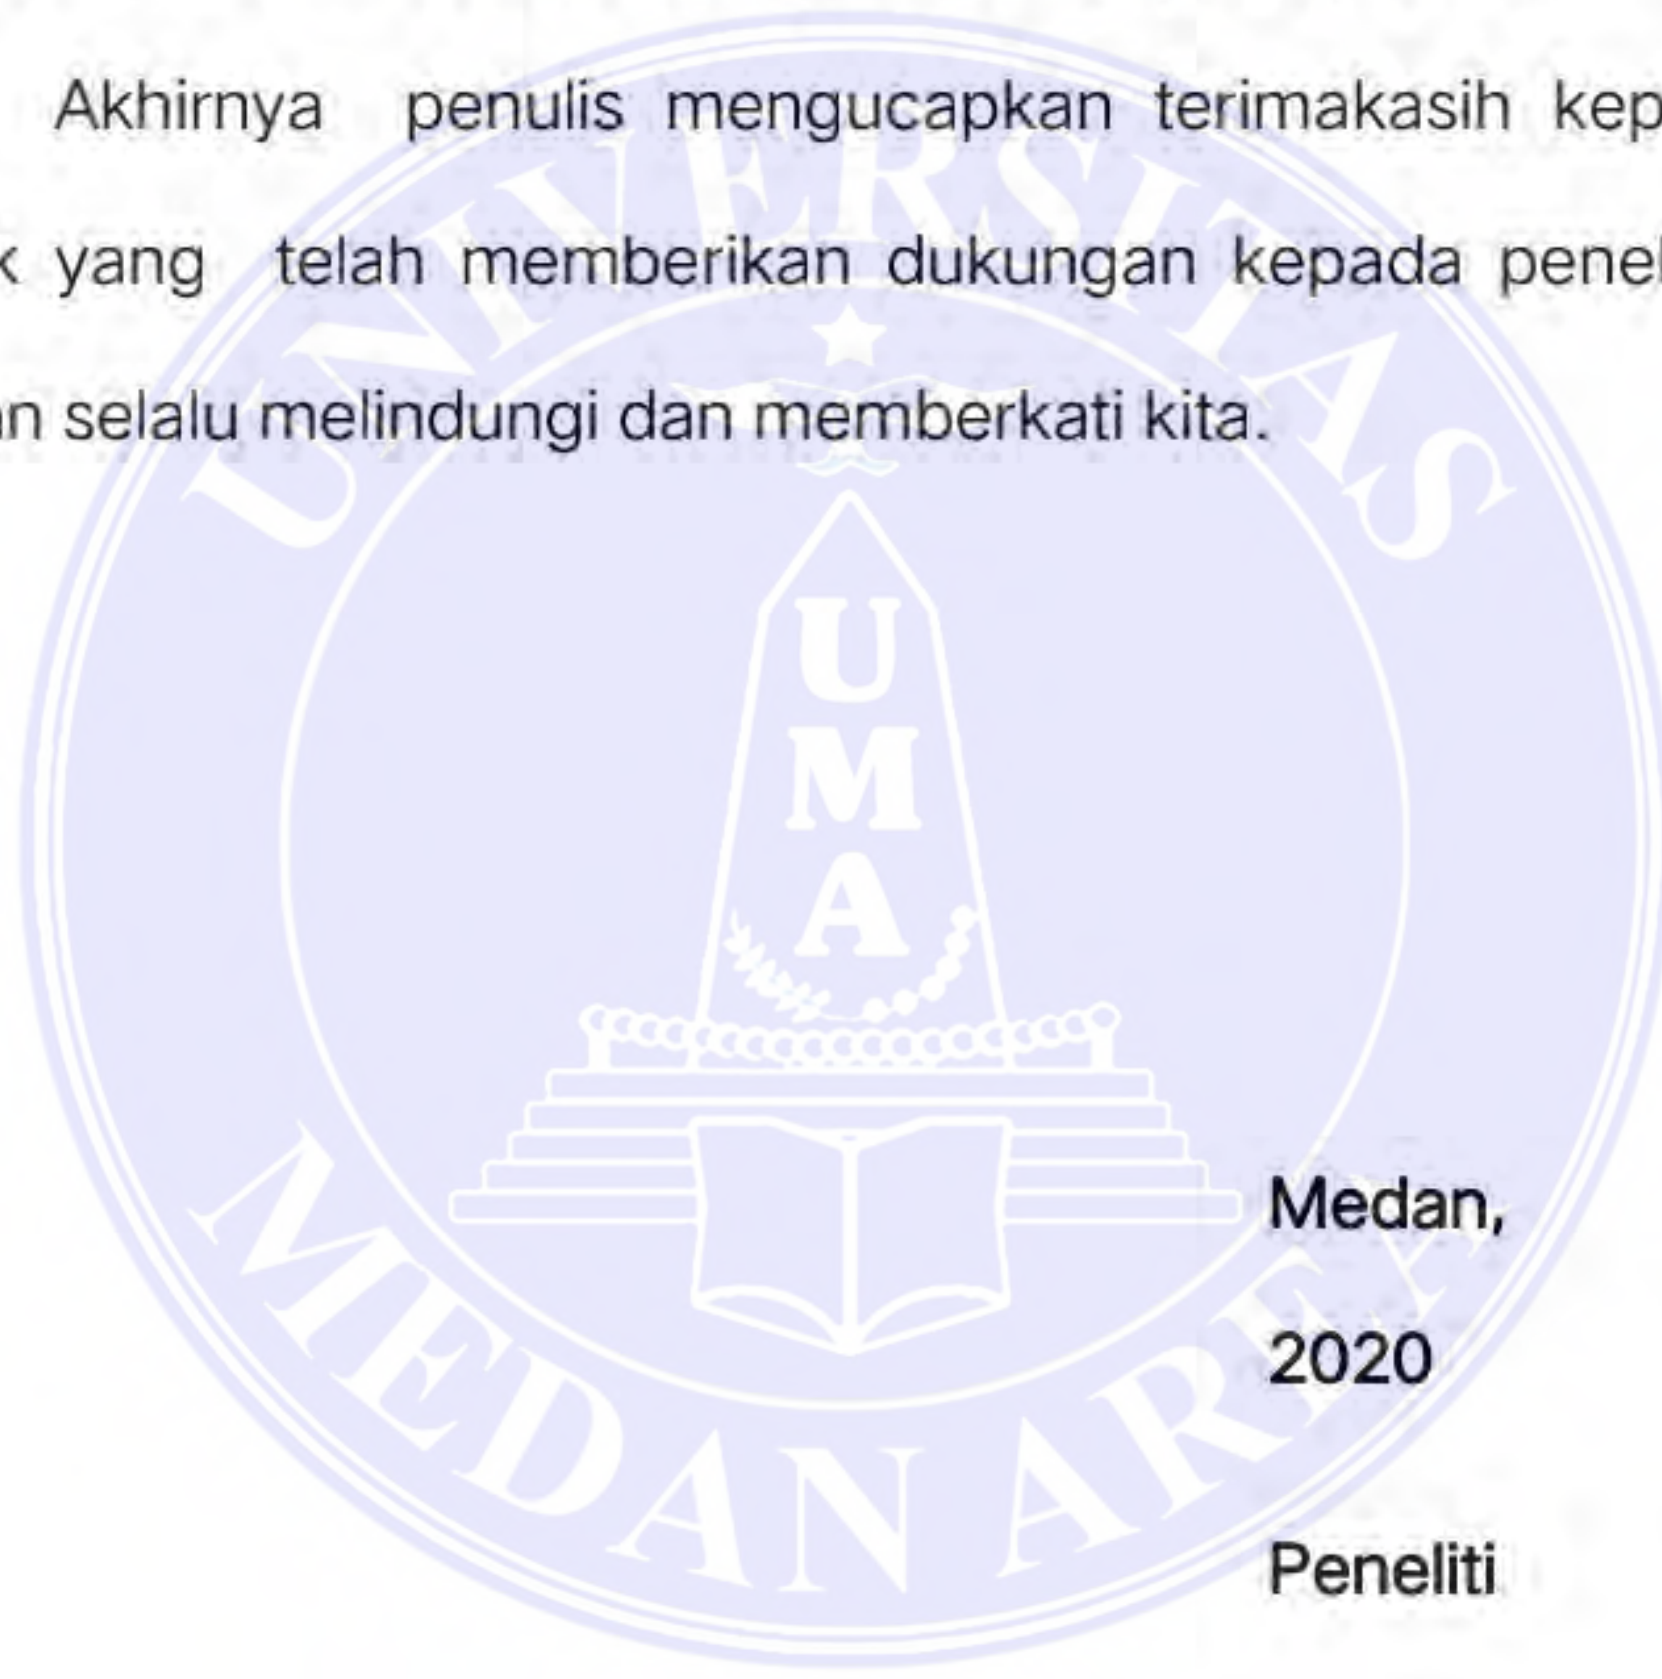 Akhirnya penulis mengucapkan terimakasih kep
k yang telah memberikan dukungan kepada penel
an selalu melindungi dan memberkati kita.
UNIVERSITAS
U
M
A
MEDAN AREA
Medan,
2020
Peneliti